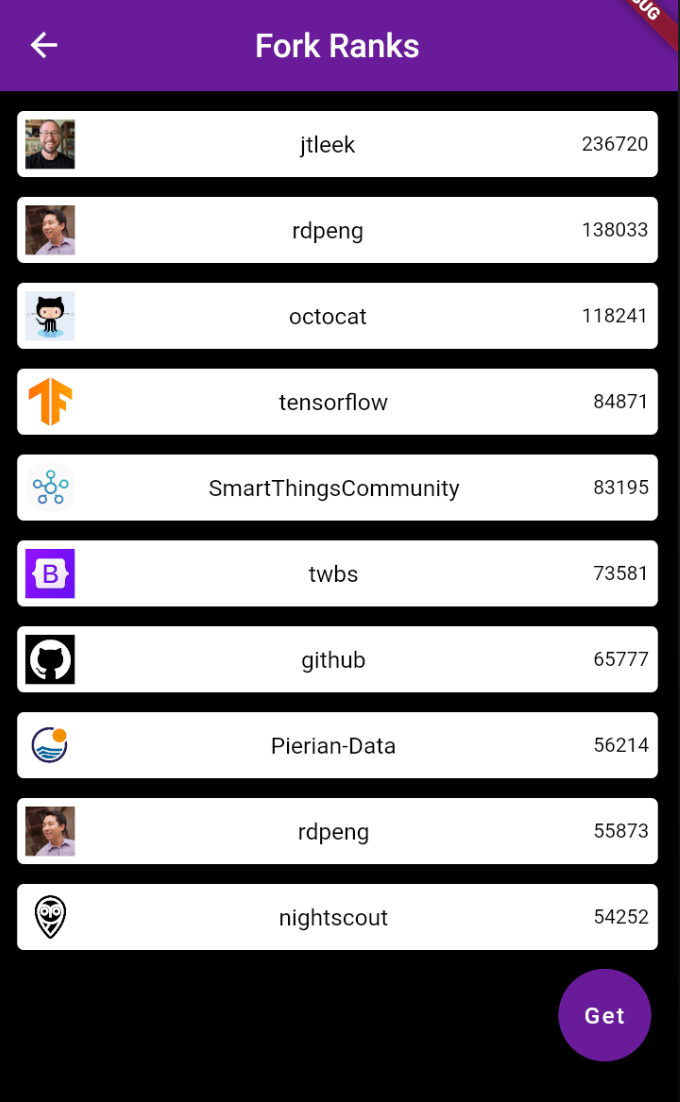 UG
Fork Ranks
jtleek 236720
rdpeng 138033
octocat 118241
tensorflow 84871
SmartThingsCommunity 83195
B
twbs 73581
github 65777
Pierian-Data 56214
rdpeng 55873
nightscout 54252
Get